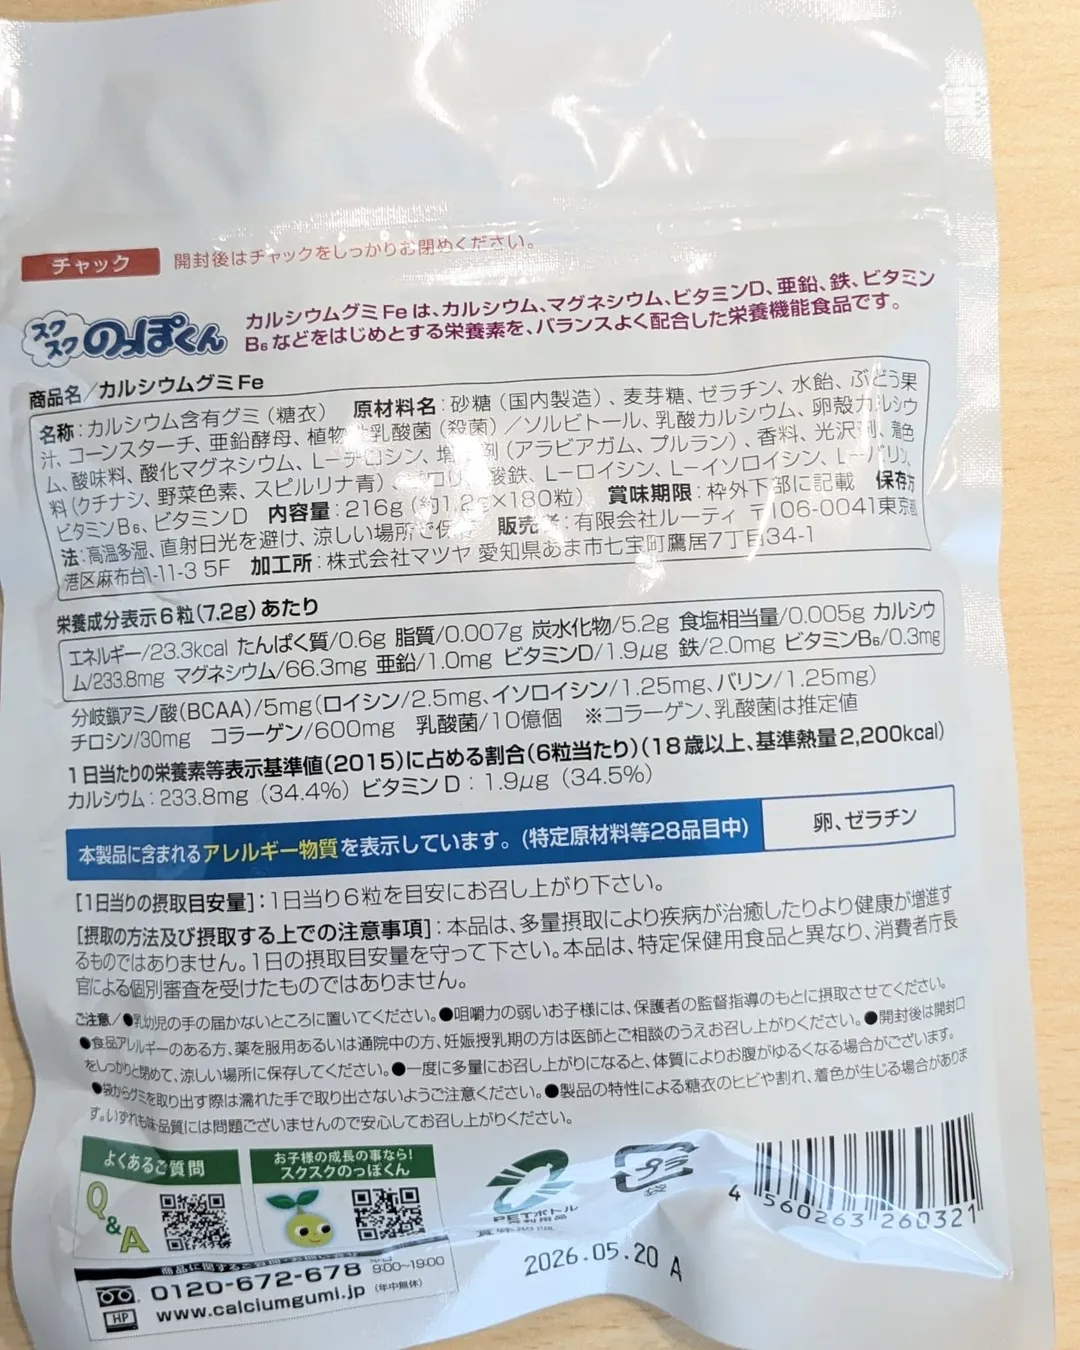 チャック 開封後はチャックをしっかりお閉めください。
スクスクのっぽくん
カルシウムグミFeは、カルシウム、マグネシウム、ビタミンD、亜鉛、鉄、ビタミン
B₆などをはじめとする栄養素を、バランスよく配合した栄養機能食品です。
商品名/カルシウムグミFe
名称:カルシウム含有グミ(糖衣) 原材料名:砂糖(国内製造)、麦芽糖、ゼラチン、水飴、ぶどう果
汁、コーンスターチ、亜鉛酵母、植物性乳酸菌(殺菌)/ソルビトール、乳酸カルシウム、卵殻カルシウ
ム、酸味料、酸化マグネシウム、L-チロシン、増粘剤(アラビアガム、プルラン)、香料、光沢剤、着色
料(クチナシ、野菜色素、スピルリナ青)、ピロリン酸鉄、L-ロイシン、L-イソロイシン、L-バリン、
ビタミンB₆、ビタミンD 内容量:216g(約1.2g×180粒) 賞味期限:枠外下部に記載 保存方
法:高温多湿、直射日光を避け、涼しい場所で保存 販売者:有限会社ルーティ 〒106-0041東京都
港区麻布台1-11-3 5F 加工所:株式会社マツヤ 愛知県あま市七宝町鷹居7丁目34-1
栄養成分表示6粒(7.2g)あたり
エネルギー/23.3kcal たんぱく質/0.6g 脂質/0.007g 炭水化物/5.2g 食塩相当量/0.005g カルシウ
ム/233.8mg マグネシウム/66.3mg 亜鉛/1.0mg ビタミンD/1.9μg 鉄/2.0mg ビタミンB₆/0.3mg
分岐鎖アミノ酸(BCAA)/5mg(ロイシン/2.5mg、イソロイシン/1.25mg、バリン/1.25mg)
チロシン/30mg コラーゲン/600mg 乳酸菌/10億個 ※コラーゲン、乳酸菌は推定値
1日当たりの栄養素等表示基準値(2015)に占める割合(6粒当たり)(18歳以上、基準熱量2,200kcal)
カルシウム:233.8mg(34.4%) ビタミンD:1.9μg(34.5%)
本製品に含まれるアレルギー物質を表示しています。(特定原材料等28品目中) 卵、ゼラチン
[1日当りの摂取目安量]:1日当り6粒を目安にお召し上がり下さい。
[摂取の方法及び摂取する上での注意事項]:本品は、多量摂取により疾病が治癒したりより健康が増進す
るものではありません。1日の摂取目安量を守って下さい。本品は、特定保健用食品と異なり、消費者庁長
官による個別審査を受けたものではありません。
ご注意/●乳幼児の手の届かないところに置いてください。●咀嚼力の弱いお子様には、保護者の監督指導のもとに摂取させてください。
●食品アレルギーのある方、薬を服用あるいは通院中の方、妊娠授乳期の方は医師とご相談のうえお召し上がりください。●開封後は開封口
をしっかりと閉めて、涼しい場所に保存してください。●一度に多量にお召し上がりになると、体質によりお腹がゆるくなる場合がございます。
●袋からグミを取り出す際は濡れた手で取り出さないようご注意ください。●製品の特性による糖衣のヒビや割れ、着色が生じる場合がありま
す。いずれも味・品質には問題ございませんので安心してお召し上がりください。
よくあるご質問
Q&A
お子様の成長の事なら!
スクスクのっぽくん
PETボトル
再利用品
袋
4 560263 260321
賞味期限
2026.05.20 A
商品に関するご質問・お問い合せ
0120-672-678 9:00~19:00
(年中無休)
HP www.calciumgumi.jp